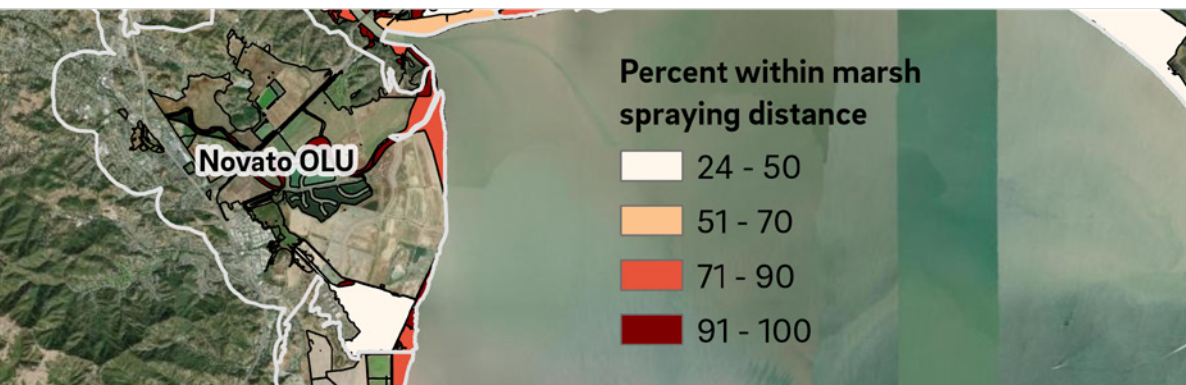 Percent within marsh
spraying distance
24 - 50
Novato OLU
51 - 70
71 - 90
91 - 100